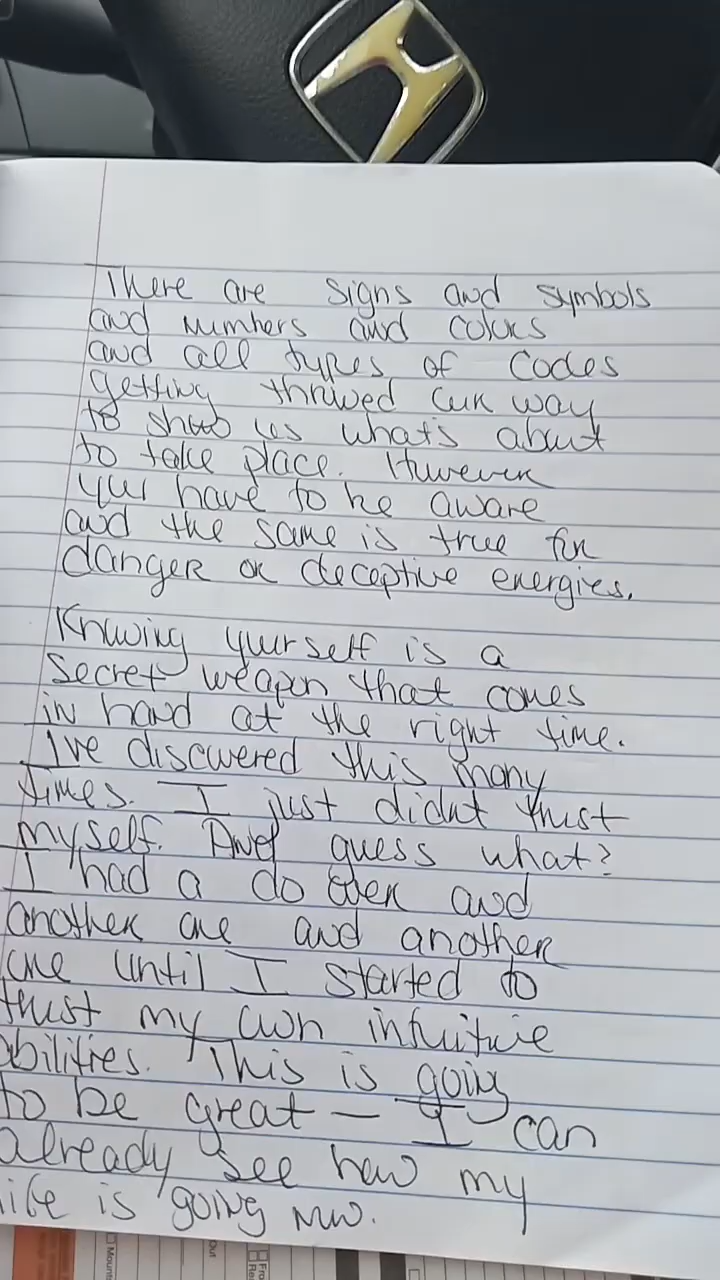 There are signs and symbols
and numbers and colors
and all types of codes
getting throwed our way
to show us what's about
to take place. However
you have to be aware
and the same is true for
danger or deceptive energies.
Knowing yourself is a
secret weapon that comes
in hand at the right time.
I've discovered this many
times. I just didn't trust
myself. And guess what?
I had a do over and
another one and another
one until I started to
trust my own intuitive
abilities. This is going
to be great — I can
already see how my
life is going now.
Out